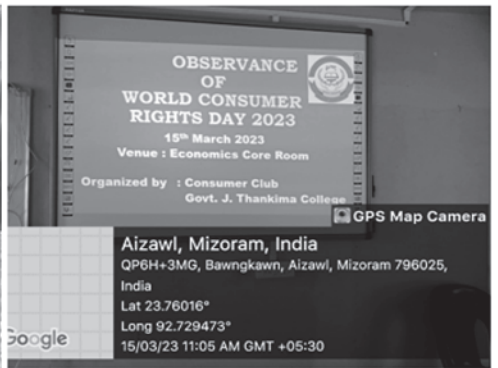 OBSERVANCE
OF
WORLD CONSUMER
RIGHTS DAY 2023
15th March 2023
Venue : Economics Core Room
Organized by : Consumer Club
Govt. J. Thankima College
GPS Map Camera
Aizawl, Mizoram, India
QP6H+3MG, Bawngkawn, Aizawl, Mizoram 796025,
India
Lat 23.76016°
Long 92.729473°
15/03/23 11:05 AM GMT +05:30
Google